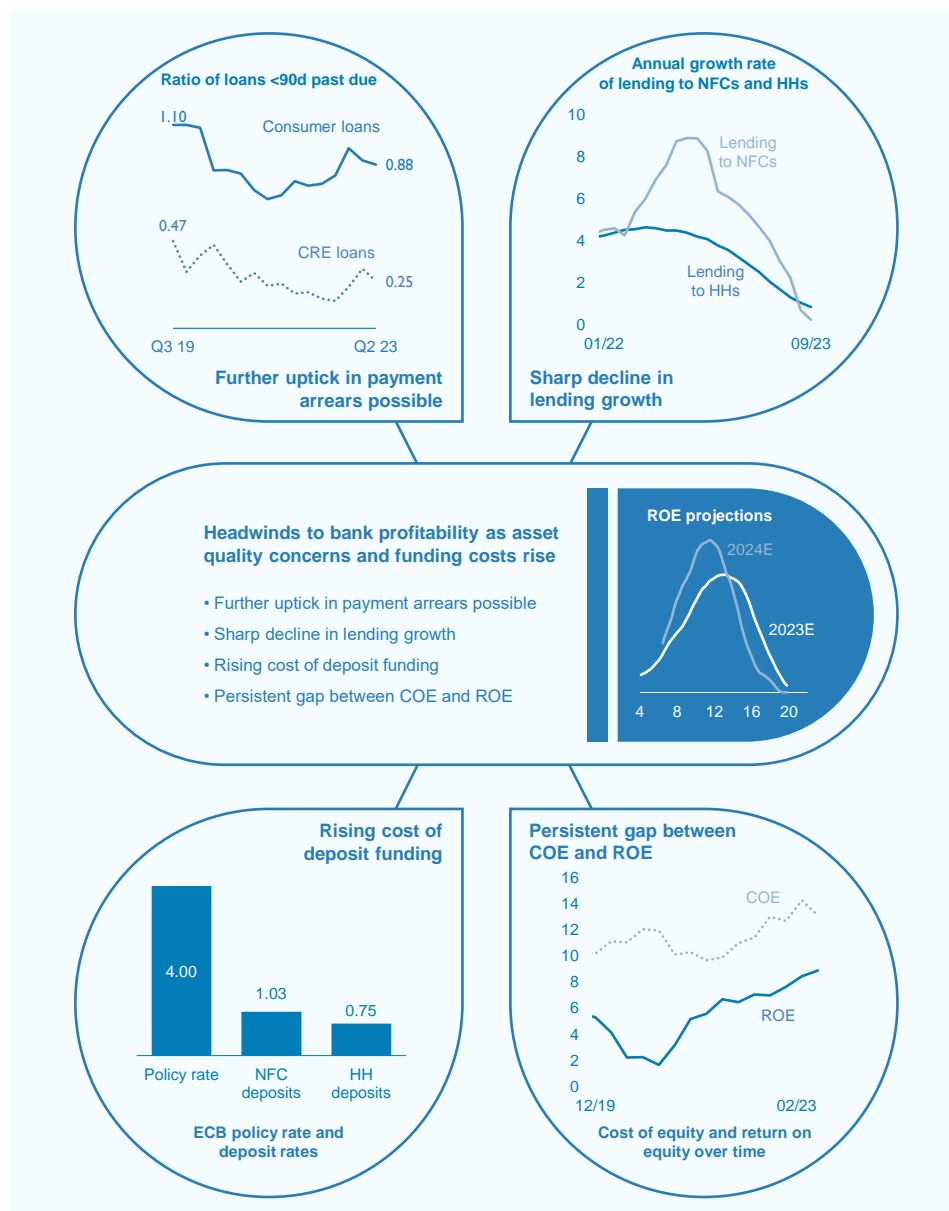 Ratio of loans <90d past due
1.10
Consumer loans
0.88
0.47
CRE loans
0.25
Q3 19
Q2 23
Further uptick in payment
arrears possible
Annual growth rate
of lending to NFCs and HHs
10
8
6
4
2
0
Lending
to NFCs
Lending
to HHs
01/22
09/23
Sharp decline in
lending growth
Headwinds to bank profitability as asset
quality concerns and funding costs rise
• Further uptick in payment arrears possible
• Sharp decline in lending growth
• Rising cost of deposit funding
• Persistent gap between COE and ROE
ROE projections
2024E
2023E
4 8 12 16 20
Rising cost of
deposit funding
4.00
1.03
0.75
Policy rate
NFC
deposits
HH
deposits
ECB policy rate and
deposit rates
Persistent gap between
COE and ROE
16
14
12
10
8
6
4
2
0
COE
ROE
12/19
02/23
Cost of equity and return on
equity over time